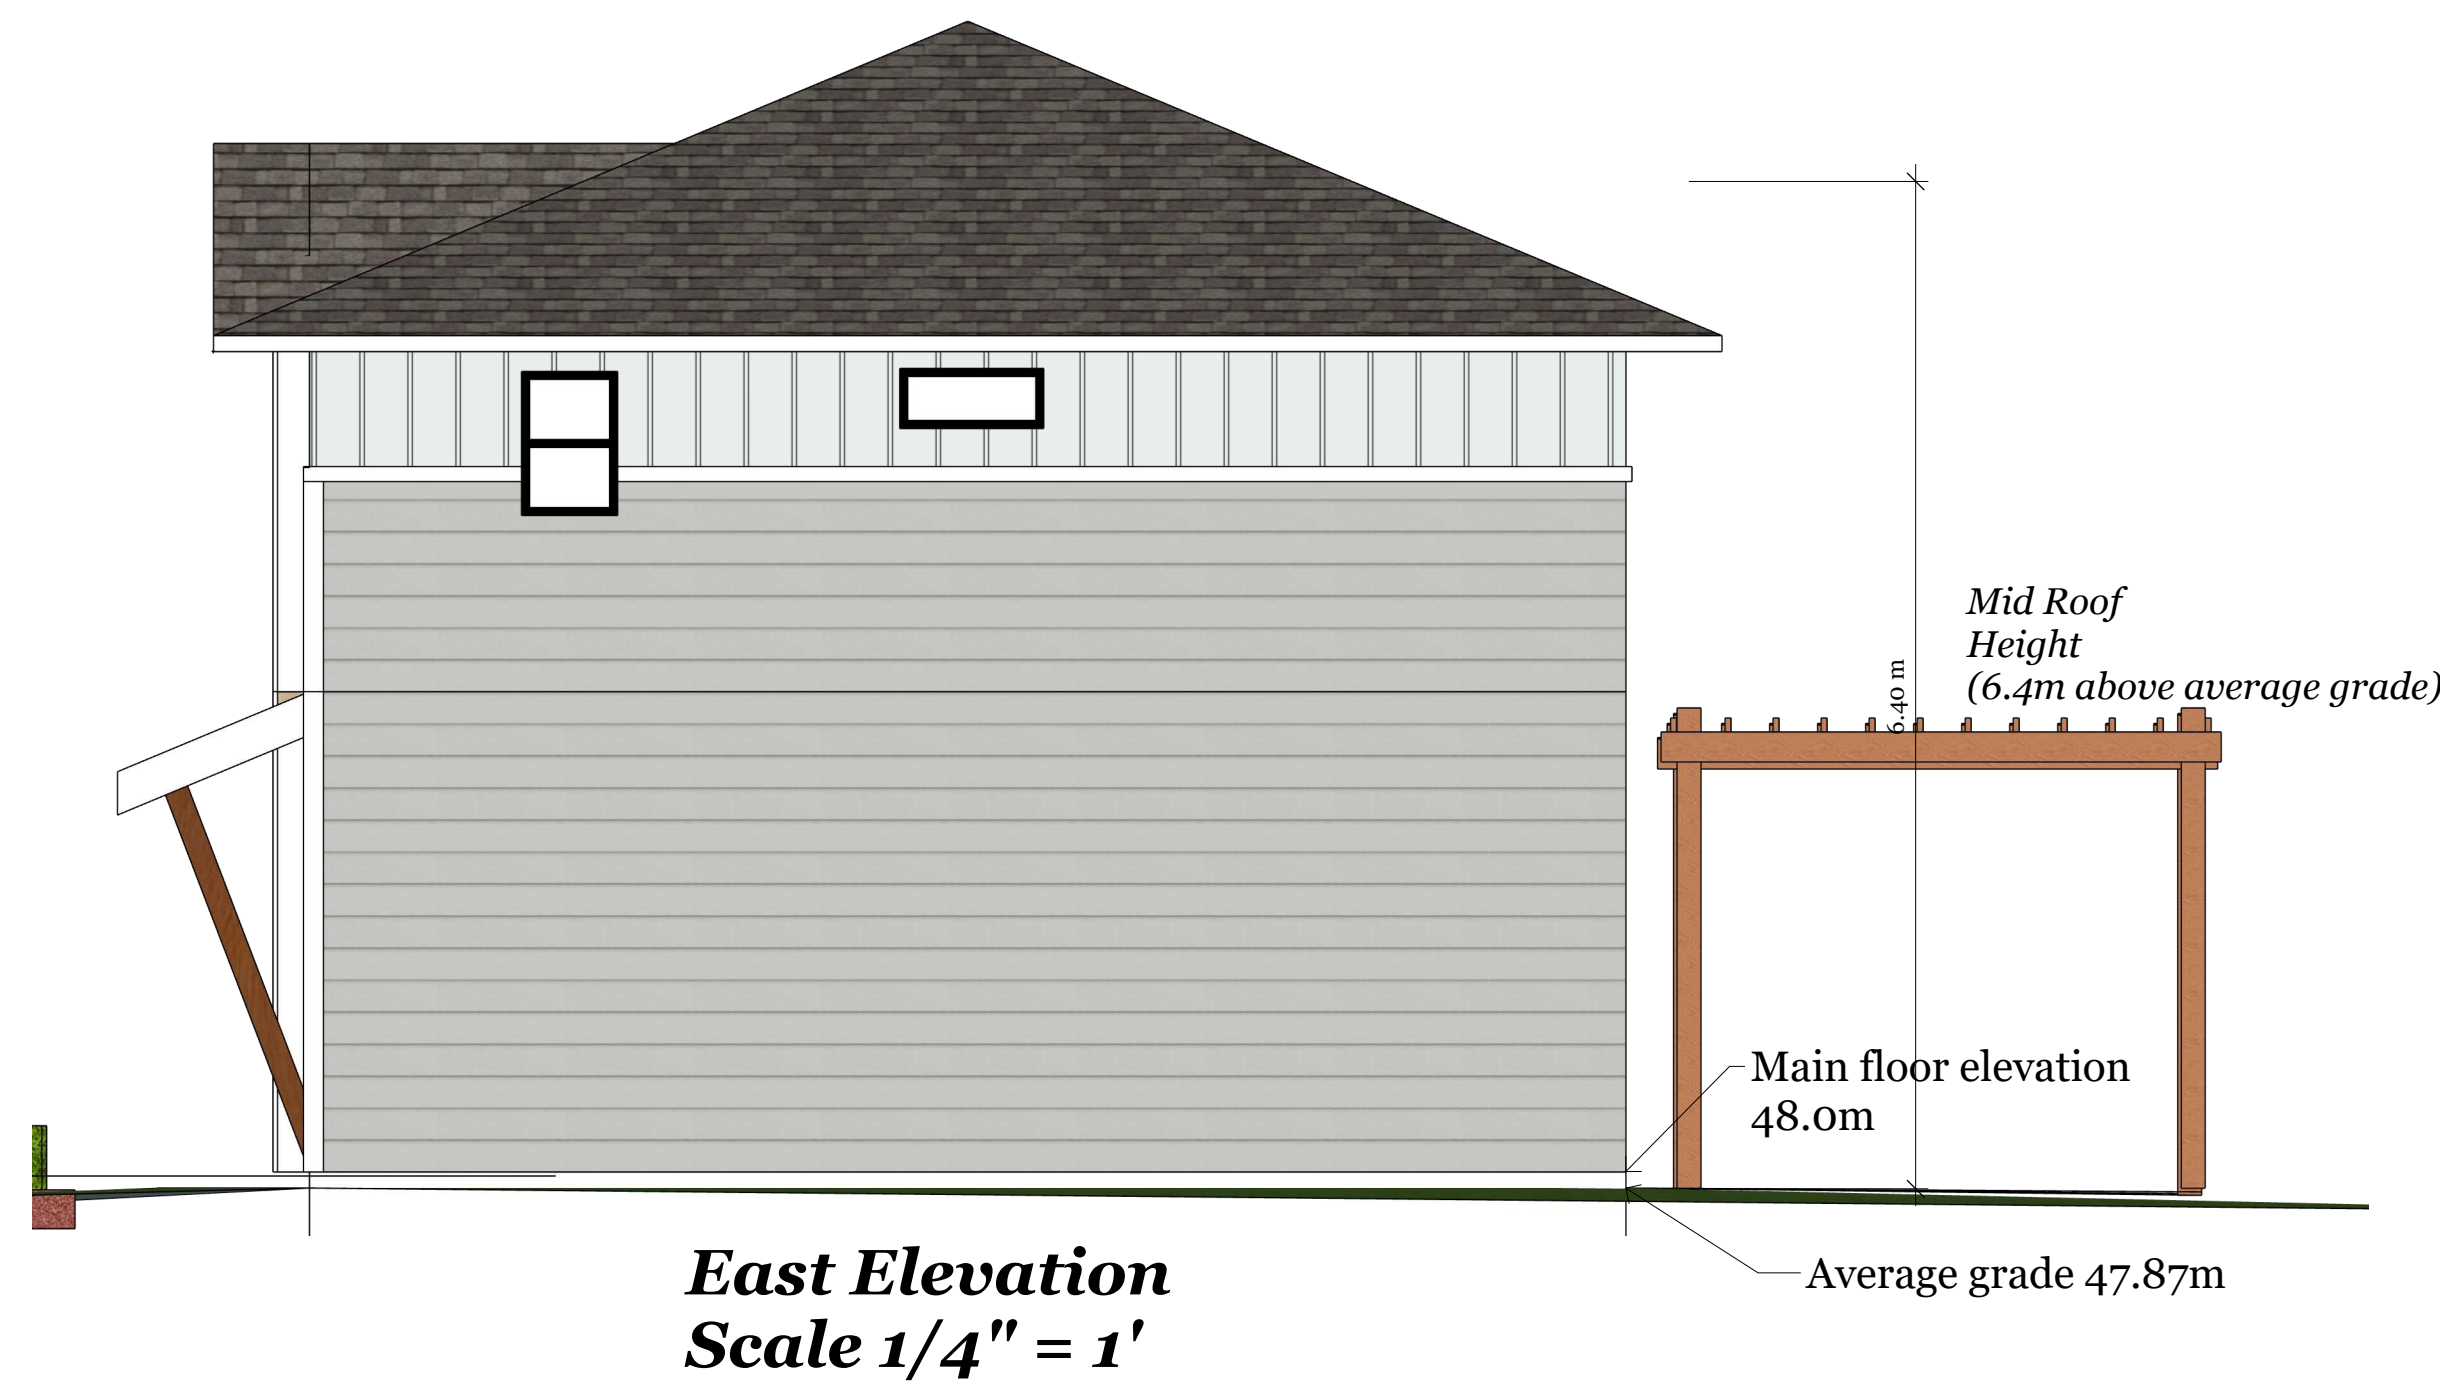 Mid Roof
Height
(6.4m above average grade)
6.40 m
Main floor elevation
48.0m
Average grade 47.87m
East Elevation
Scale 1/4" = 1'